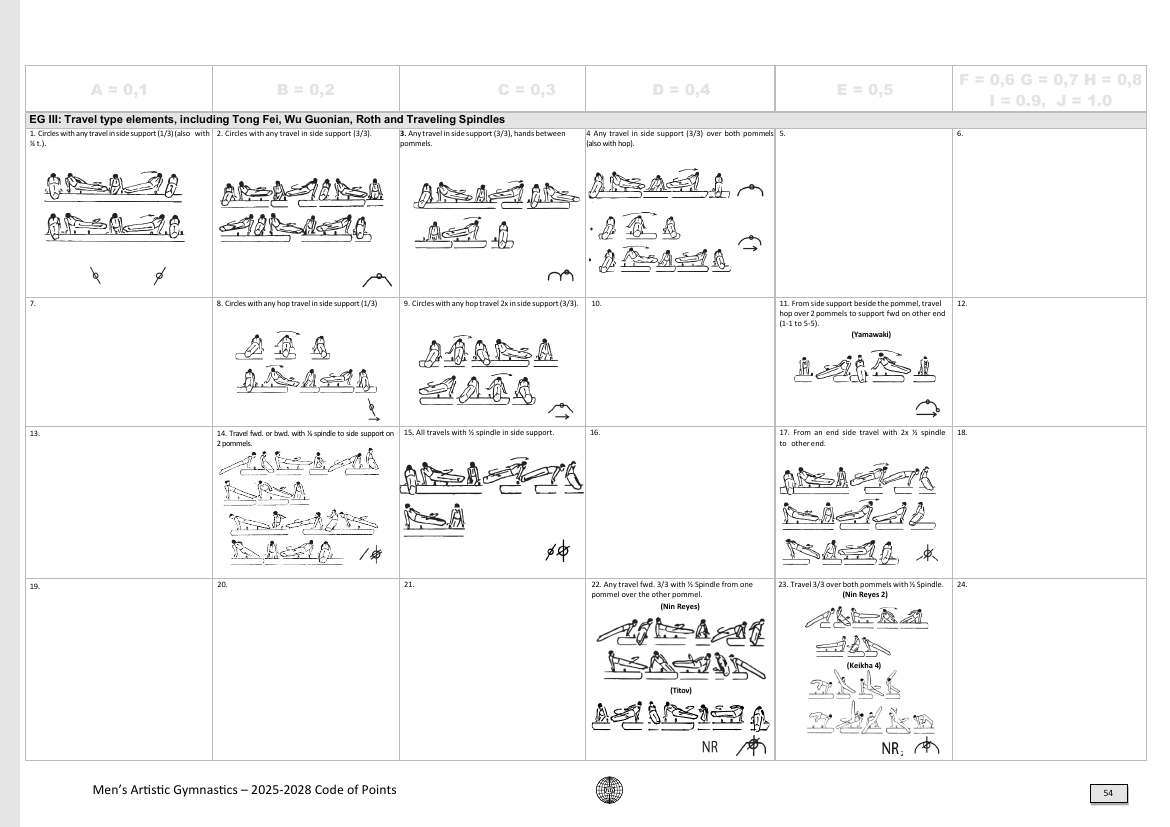 A = 0,1
B = 0,2
C = 0,3
D = 0,4
E = 0,5
F = 0,6 G = 0,7 H = 0,8
I = 0.9, J = 1.0
EG III: Travel type elements, including Tong Fei, Wu Guonian, Roth and Traveling Spindles
1. Circles with any travel in side support (1/3) (also with
¼ t.).
2. Circles with any travel in side support (3/3).
3. Any travel in side support (3/3), hands between
pommels.
4 Any travel in side support (3/3) over both pommels
(also with hop).
5.
6.
7.
8. Circles with any hop travel in side support (1/3)
9. Circles with any hop travel 2x in side support (3/3).
10.
11. From side support beside the pommel, travel
hop over 2 pommels to support fwd on other end
(1-1 to 5-5).
(Yamawaki)
12.
13.
14. Travel fwd. or bwd. with ½ spindle to side support on
2 pommels.
15. All travels with ½ spindle in side support.
16.
17. From an end side travel with 2x ½ spindle
to other end.
18.
19.
20.
21.
22. Any travel fwd. 3/3 with ½ Spindle from one
pommel over the other pommel.
(Nin Reyes)
(Titov)
NR
23. Travel 3/3 over both pommels with ½ Spindle.
(Nin Reyes 2)
(Keikha 4)
NR;
24.
Men's Artistic Gymnastics – 2025-2028 Code of Points
54